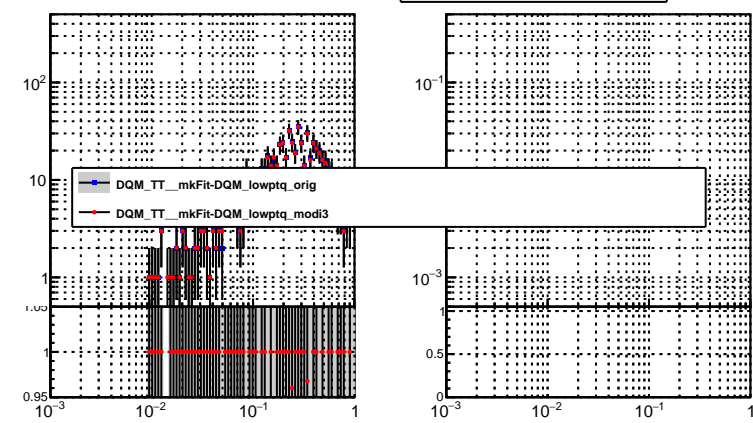 10² 10⁻¹
10
DQM_TT__mkFit-DQM_lowptq_orig
DQM_TT__mkFit-DQM_lowptq_modi3
1 10⁻³
1.05 1
1 0.5
0.95 0
10⁻³ 10⁻² 10⁻¹ 1 10⁻³ 10⁻² 10⁻¹ 1